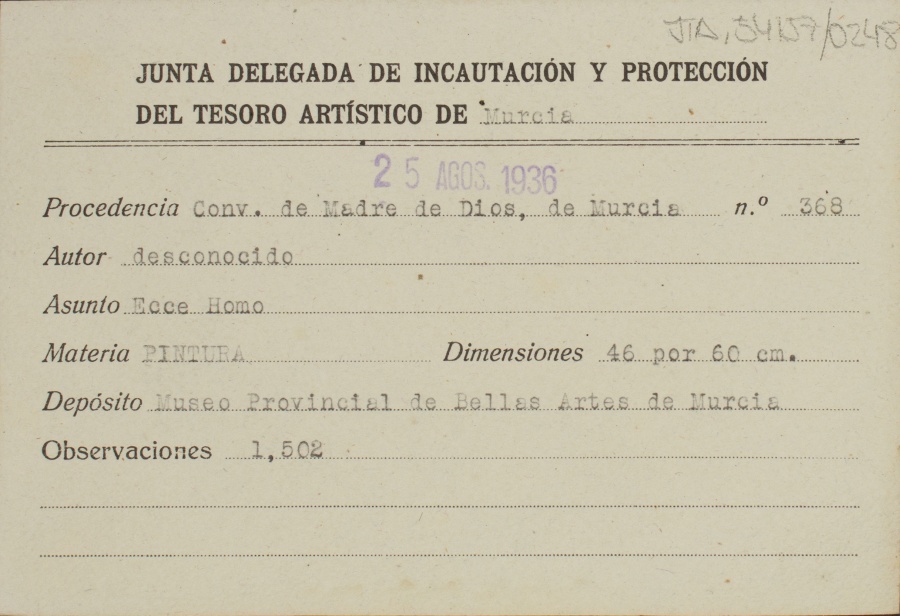 JTA, 54157/0248
JUNTA DELEGADA DE INCAUTACIÓN Y PROTECCIÓN
DEL TESORO ARTÍSTICO DE Murcia
25 AGOS. 1936
Procedencia Conv. de Madre de Dios, de Murcia n.º 368
Autor desconocido
Asunto Ecce Homo
Materia PINTURA Dimensiones 46 por 60 cm.
Depósito Museo Provincial de Bellas Artes de Murcia
Observaciones 1,502